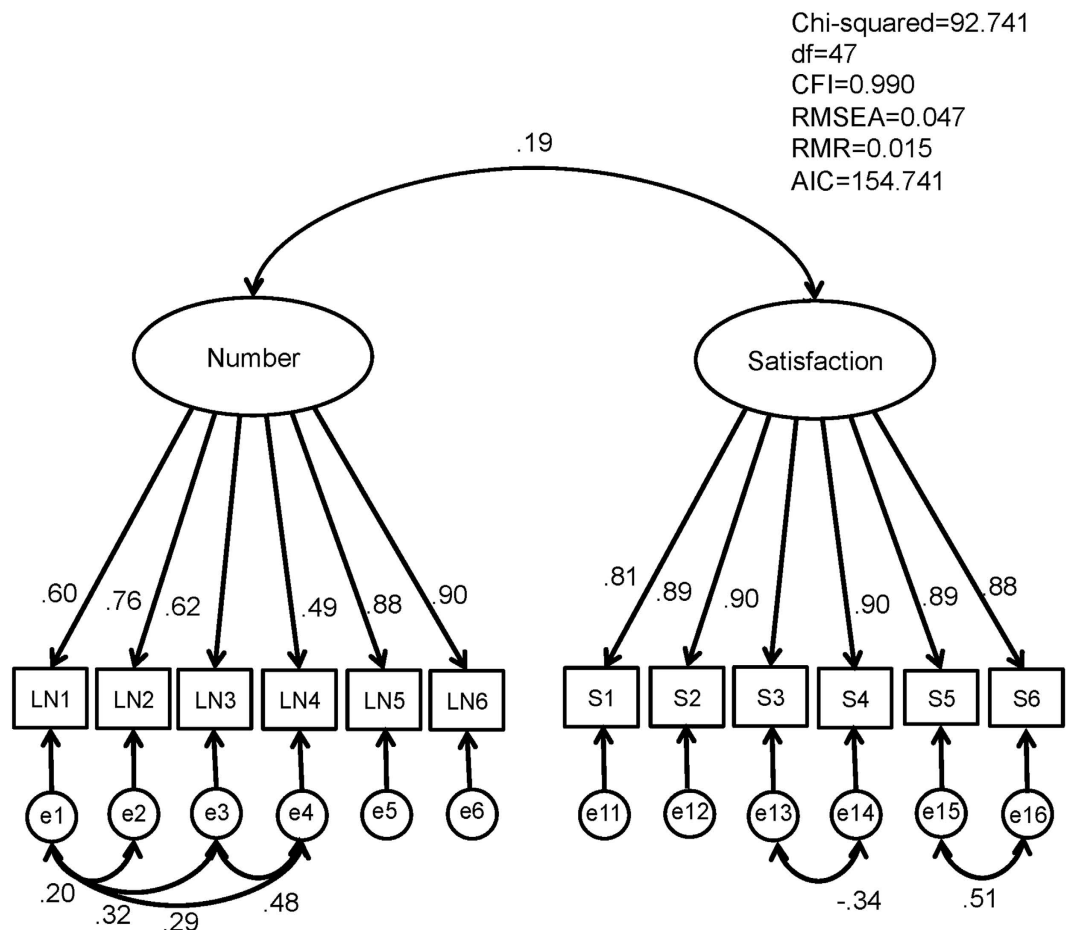 Chi-squared=92.741
df=47
CFI=0.990
RMSEA=0.047
RMR=0.015
AIC=154.741
.19
Number
Satisfaction
.60
.76
.62
.49
.88
.90
.81
.89
.90
.90
.89
.88
LN1
LN2
LN3
LN4
LN5
LN6
S1
S2
S3
S4
S5
S6
e1
e2
e3
e4
e5
e6
e11
e12
e13
e14
e15
e16
.20
.32
.29
.48
-.34
.51